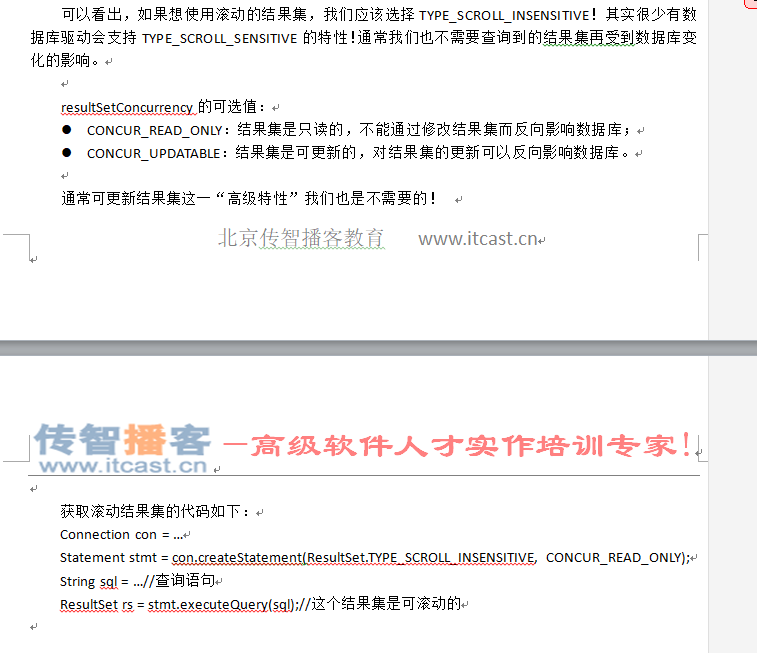 可以看出，如果想使用滚动的结果集，我们应该选择 TYPE_SCROLL_INSENSITIVE！其实很少有数
据库驱动会支持 TYPE_SCROLL_SENSITIVE 的特性！通常我们也不需要查询到的结果集再受到数据库变
化的影响。
resultSetConcurrency 的可选值：
● CONCUR_READ_ONLY：结果集是只读的，不能通过修改结果集而反向影响数据库；
● CONCUR_UPDATABLE：结果集是可更新的，对结果集的更新可以反向影响数据库。
通常可更新结果集这一“高级特性”我们也是不需要的！
北京传智播客教育 www.itcast.cn
传智播客 —高级软件人才实作培训专家!
www.itcast.cn
获取滚动结果集的代码如下：
Connection con = …
Statement stmt = con.createStatement(ResultSet.TYPE_SCROLL_INSENSITIVE, CONCUR_READ_ONLY);
String sql = …//查询语句
ResultSet rs = stmt.executeQuery(sql);//这个结果集是可滚动的